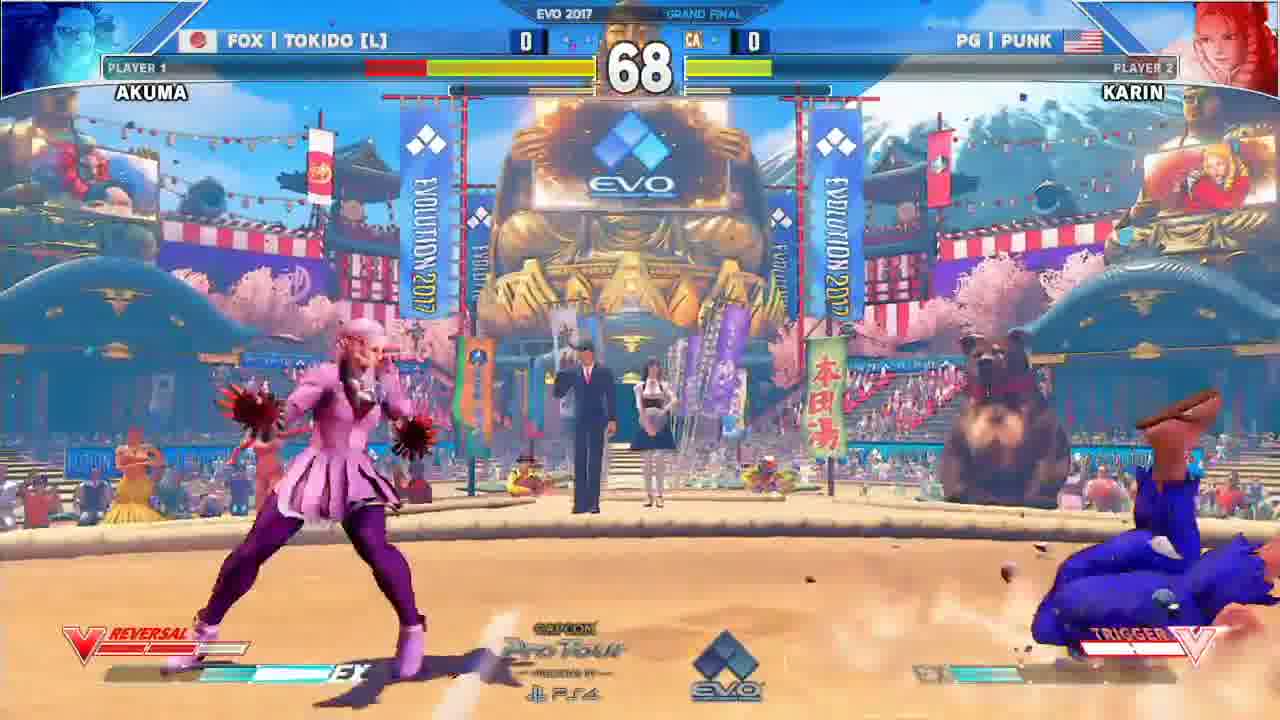 EVO 2017
GRAND FINAL
FOX | TOKIDO [L]
0
CA
0
PG | PUNK
68
PLAYER 1
PLAYER 2
AKUMA
KARIN
EVO
EVOLUTION 2017
EVOLUTION 2017
本田湯
REVERSAL
TRIGGER
EX
CAPCOM
Pro Tour
PS4
EVO